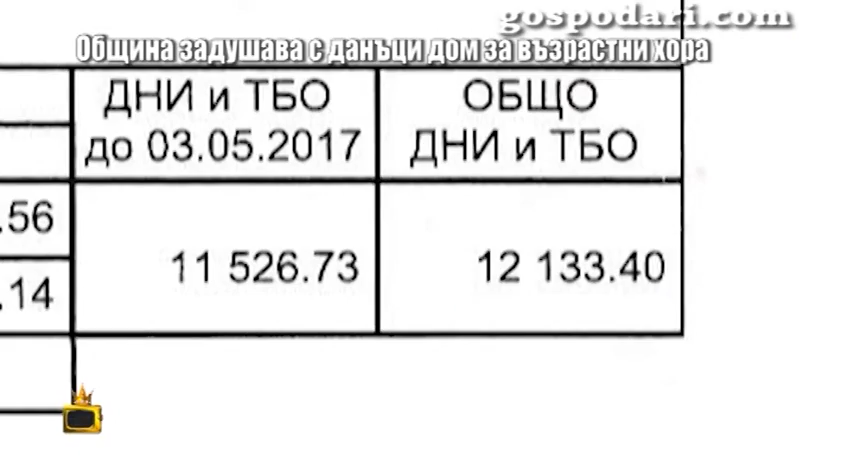 gospodari.com
Община задушава с данъци дом за възрастни хора
ДНИ и ТБО
до 03.05.2017
ОБЩО
ДНИ и ТБО
.56
11 526.73
12 133.40
.14